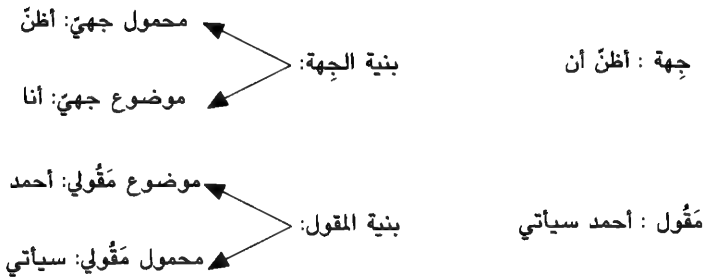 محمول جهيّ: أظنّ
جِهة : أظنّ أن
بنية الجِهة:
موضوع جهيّ: أنا
موضوع مَقُولي: أحمد
مَقُول : أحمد سيأتي
بنية المقول:
محمول مَقُولي: سيأتي